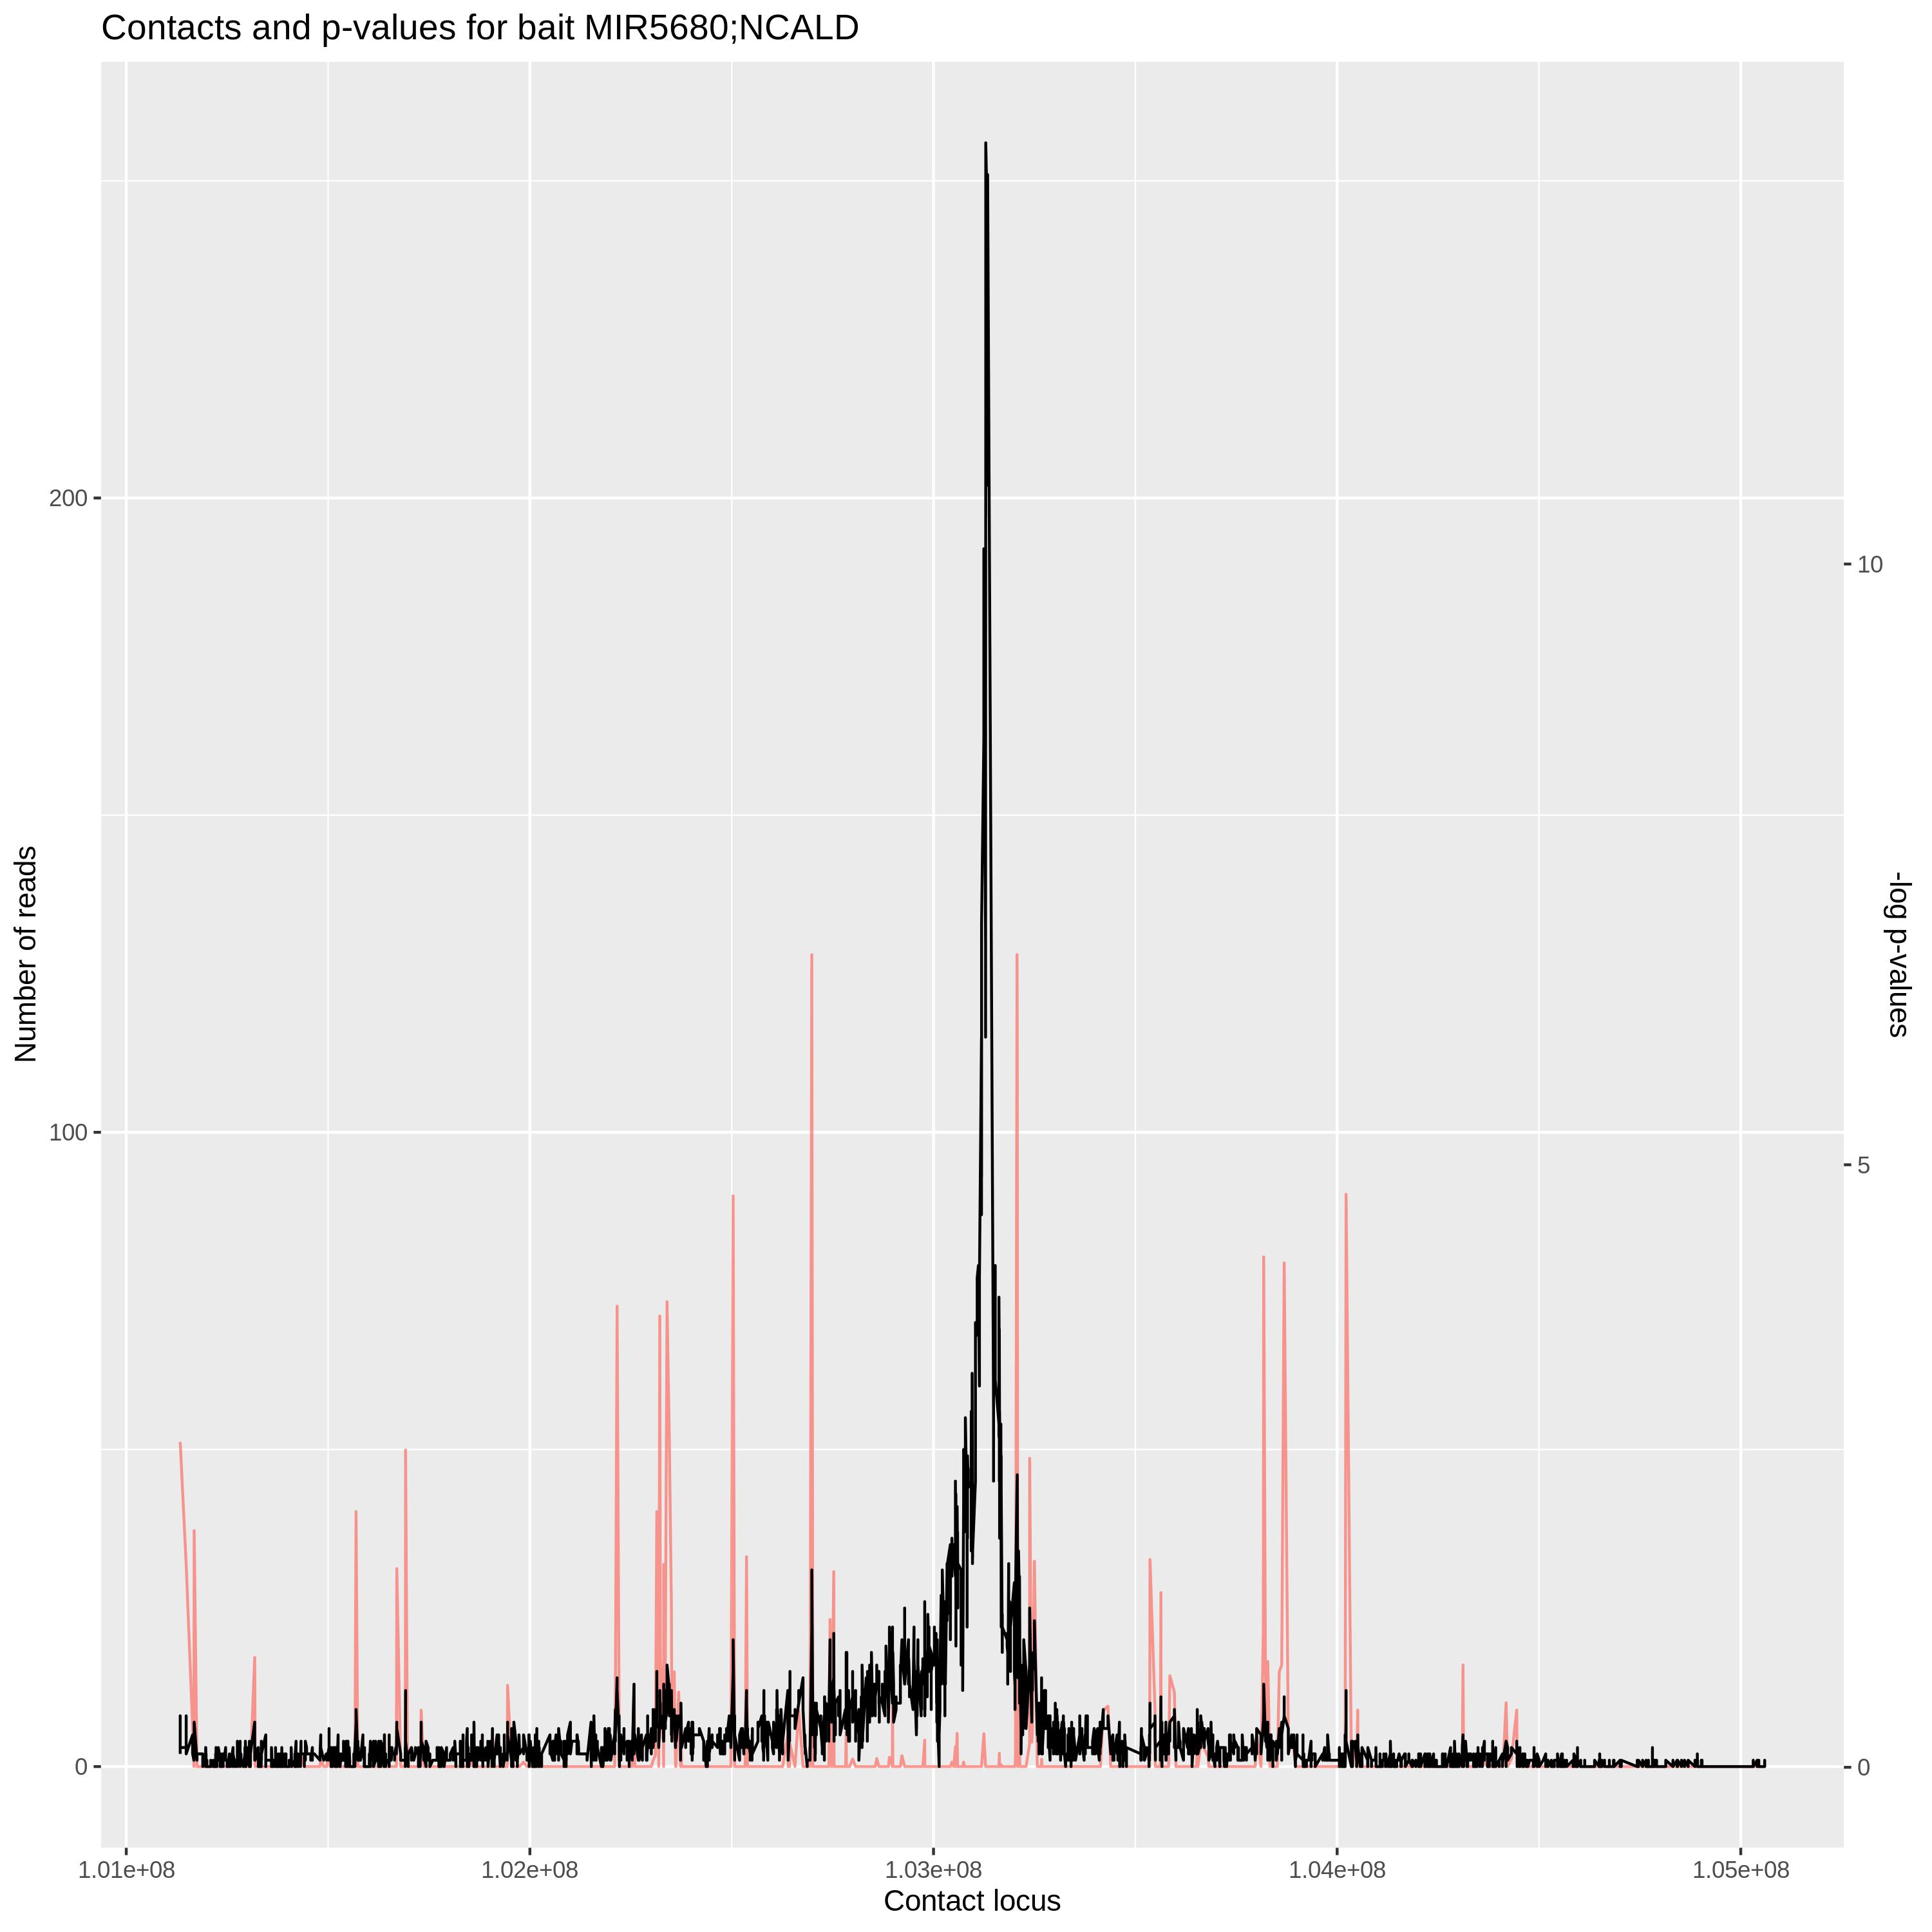 Contacts and p-values for bait MIR5680;NCALD
200
100
0
Number of reads
10
5
0
-log p-values
1.01e+08 1.02e+08 1.03e+08 1.04e+08 1.05e+08
Contact locus